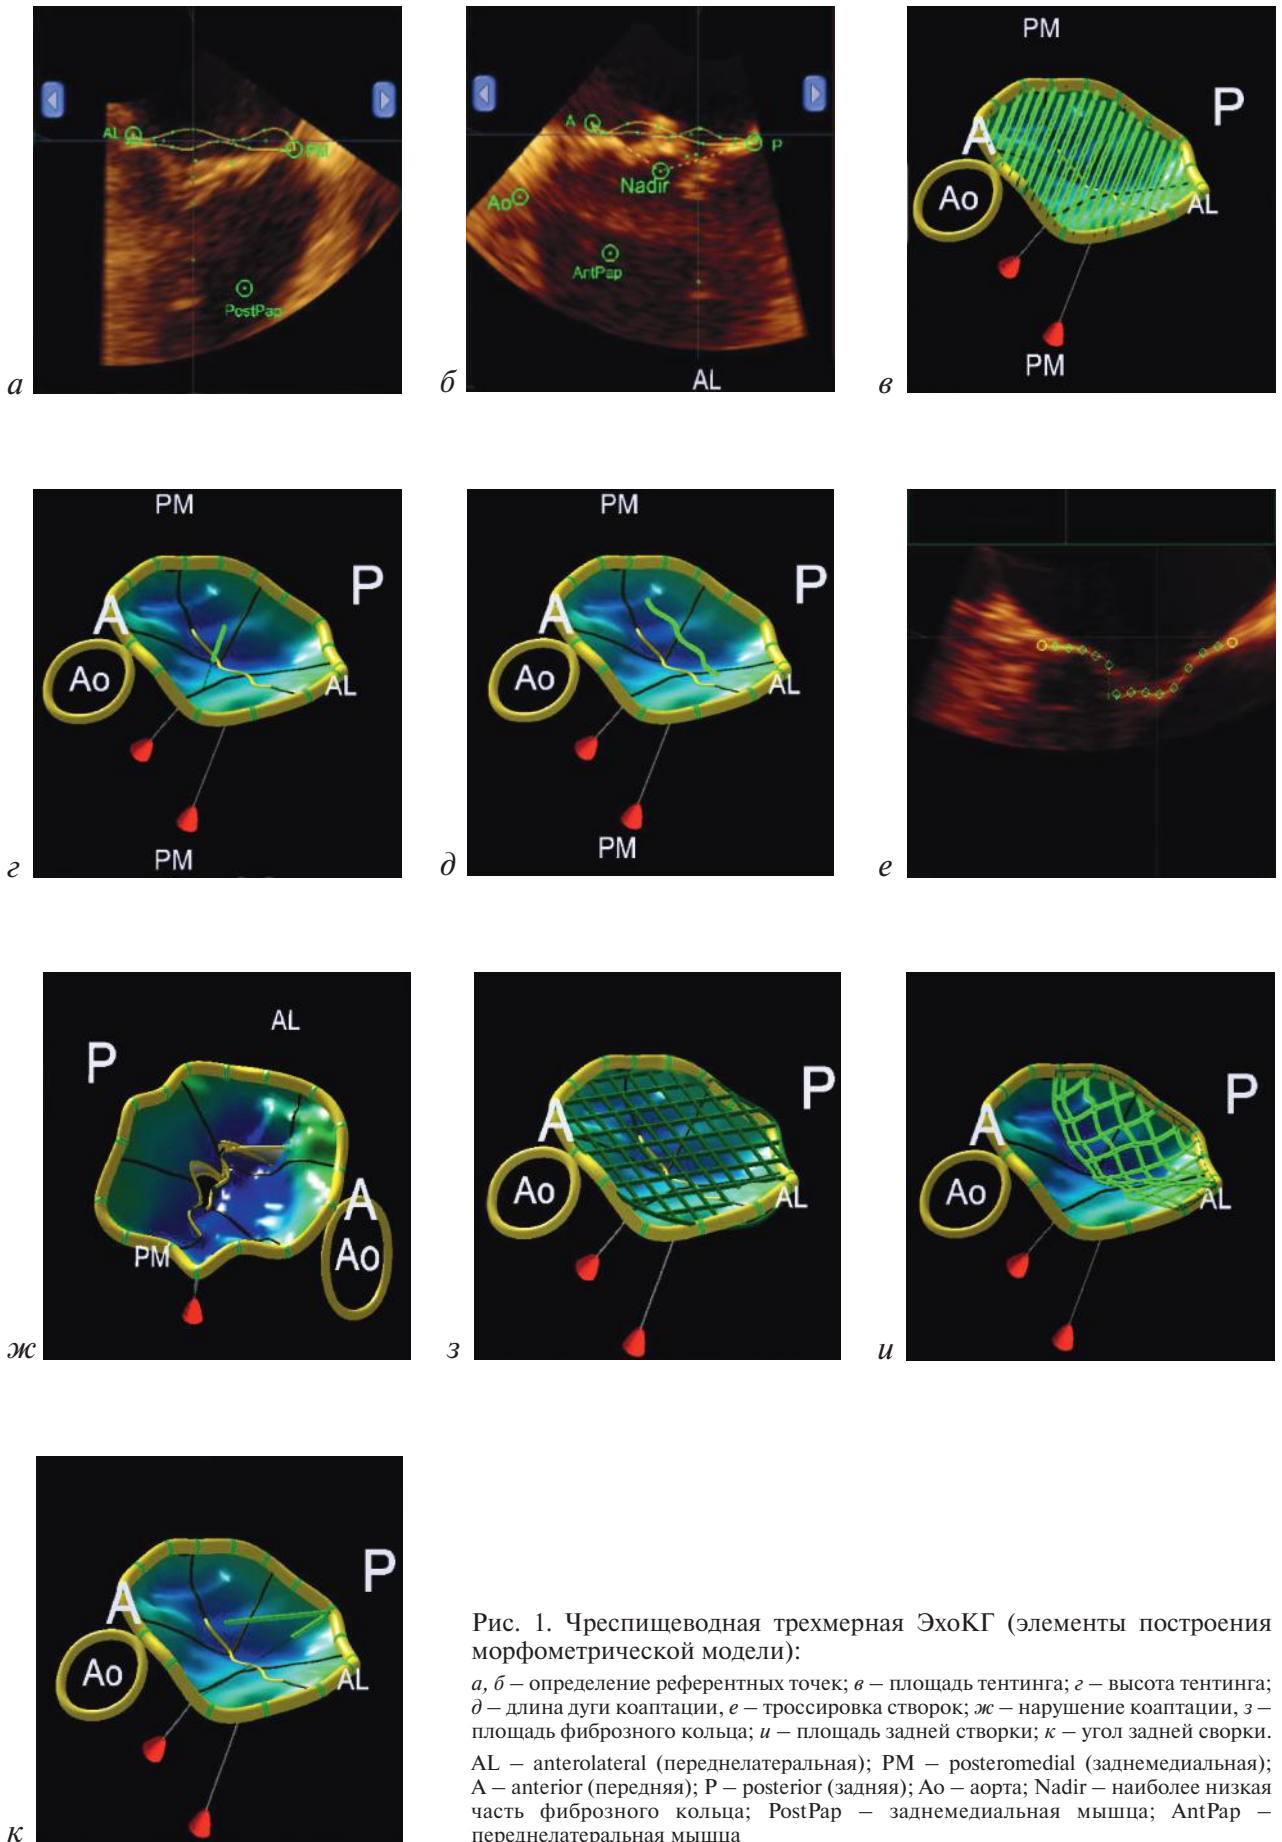 AL
PM
PostPap
а
A
P
Nadir
Ao
AntPap
AL
б
PM
P
A
Ao
AL
PM
в
PM
P
A
Ao
AL
PM
г
PM
P
A
Ao
AL
PM
д
е
AL
P
A
PM
Ao
ж
P
A
Ao
AL
з
P
A
Ao
AL
и
P
A
Ao
AL
к
Рис. 1. Чреспищеводная трехмерная ЭхоКГ (элементы построения
морфометрической модели):
а, б – определение референтных точек; в – площадь тентинга; г – высота тентинга;
д – длина дуги коаптации, е – троссировка створок; ж – нарушение коаптации, з –
площадь фиброзного кольца; и – площадь задней створки; к – угол задней сворки.
AL – anterolateral (переднелатеральная); PM – posteromedial (заднемедиальная);
A – anterior (передняя); P – posterior (задняя); Ao – аорта; Nadir – наиболее низкая
часть фиброзного кольца; PostPap – заднемедиальная мышца; AntPap –
переднелатеральная мышца